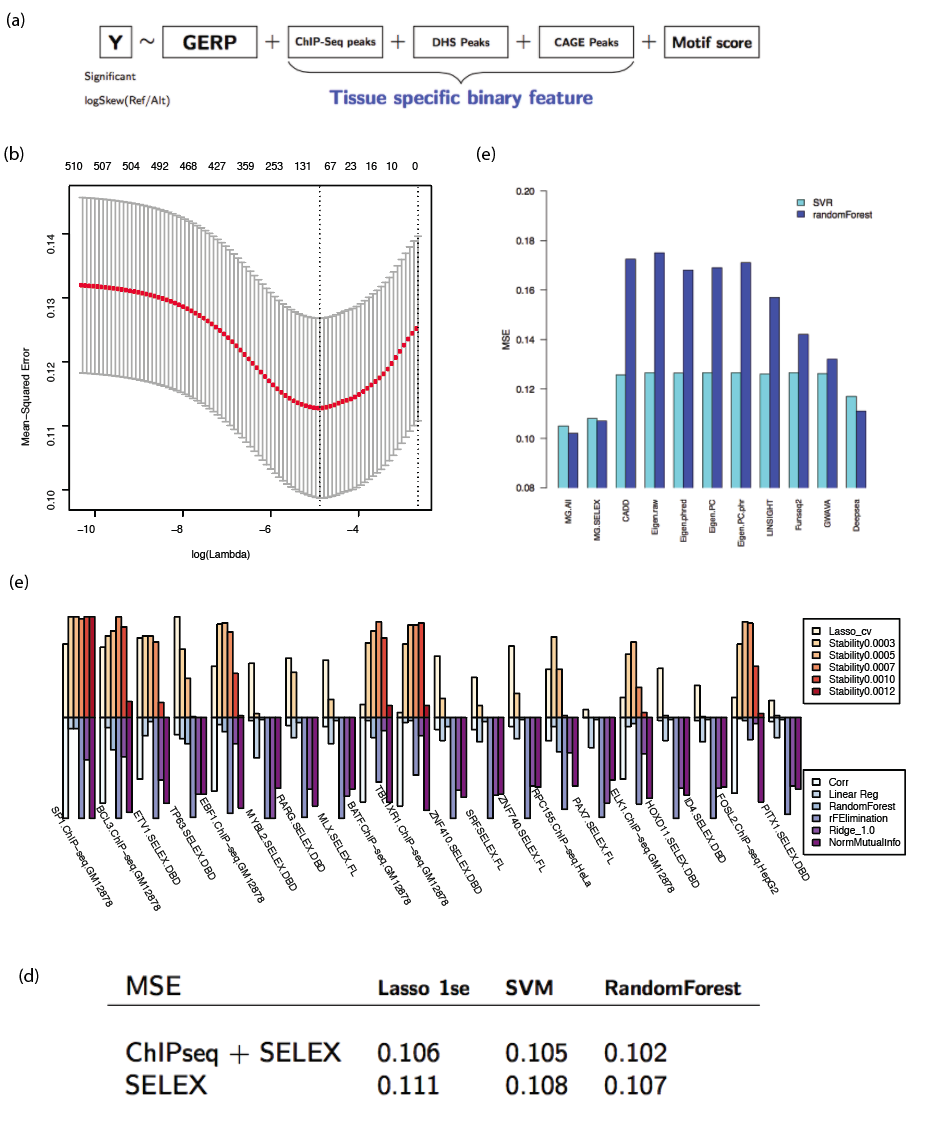 (a)
Y ~ GERP + ChIP-Seq peaks + DHS Peaks + CAGE Peaks + Motif score
Significant
logSkew(Ref/Alt)
Tissue specific binary feature
(b)
510 507 504 492 468 427 359 253 131 67 23 16 10 0
0.14
0.13
0.12
0.11
0.10
Mean−Squared Error
−10 −8 −6 −4
log(Lambda)
(e)
0.20
0.18
0.16
0.14
0.12
0.10
0.08
MSE
SVR
randomForest
MG.All
MG.SELEX
CADD
Eigen.raw
Eigen.phred
Eigen.PC
Eigen.PC.phr
LINSIGHT
Funseq2
GWAVA
Deepsea
(e)
Lasso_cv
Stability0.0003
Stability0.0005
Stability0.0007
Stability0.0010
Stability0.0012
Corr
Linear Reg
RandomForest
rFElimination
Ridge_1.0
NormMutualInfo
SPI1.ChIP−seq.GM12878
BCL3.ChIP−seq.GM12878
ETV1.SELEX.DBD
TP63.SELEX.DBD
EBF1.ChIP−seq.GM12878
MYBL2.SELEX.DBD
RARG.SELEX.DBD
MLX.SELEX.FL
BATF.ChIP−seq.GM12878
TBLXR1.ChIP−seq.GM12878
ZNF410.SELEX.DBD
SRF.SELEX.FL
ZNF740.SELEX.FL
RPC155.ChIP−seq.HeLa
PAX7.SELEX.FL
ELK1.ChIP−seq.GM12878
HOXD11.SELEX.DBD
ID4.SELEX.DBD
FOSL2.ChIP−seq.HepG2
PITX1.SELEX.DBD
(d)
MSE Lasso 1se SVM RandomForest
ChIPseq + SELEX 0.106 0.105 0.102
SELEX 0.111 0.108 0.107